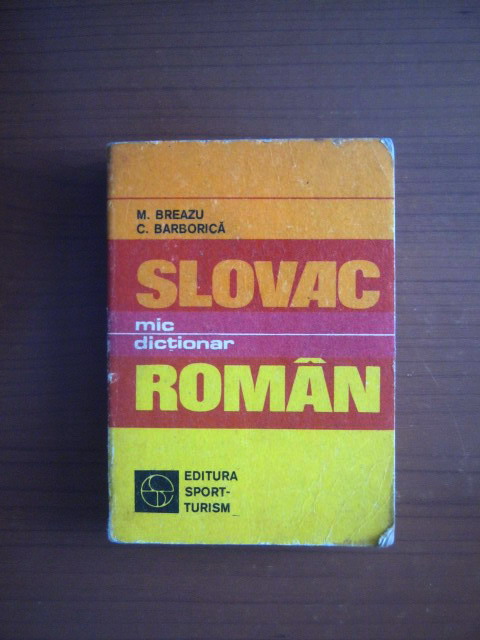 M. BREAZU
C. BARBORICĂ
SLOVAC
mic
dicționar
ROMÂN
EDITURA
SPORT-
TURISM